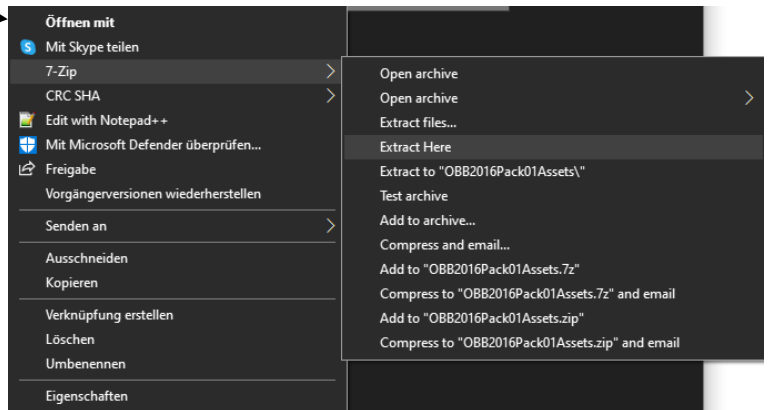 Öffnen mit
Mit Skype teilen
7-Zip
CRC SHA
Edit with Notepad++
Mit Microsoft Defender überprüfen...
Freigabe
Vorgängerversionen wiederherstellen
Senden an
Ausschneiden
Kopieren
Verknüpfung erstellen
Löschen
Umbenennen
Eigenschaften
Open archive
Open archive
Extract files...
Extract Here
Extract to "OBB2016Pack01Assets\"
Test archive
Add to archive...
Compress and email...
Add to "OBB2016Pack01Assets.7z"
Compress to "OBB2016Pack01Assets.7z" and email
Add to "OBB2016Pack01Assets.zip"
Compress to "OBB2016Pack01Assets.zip" and email